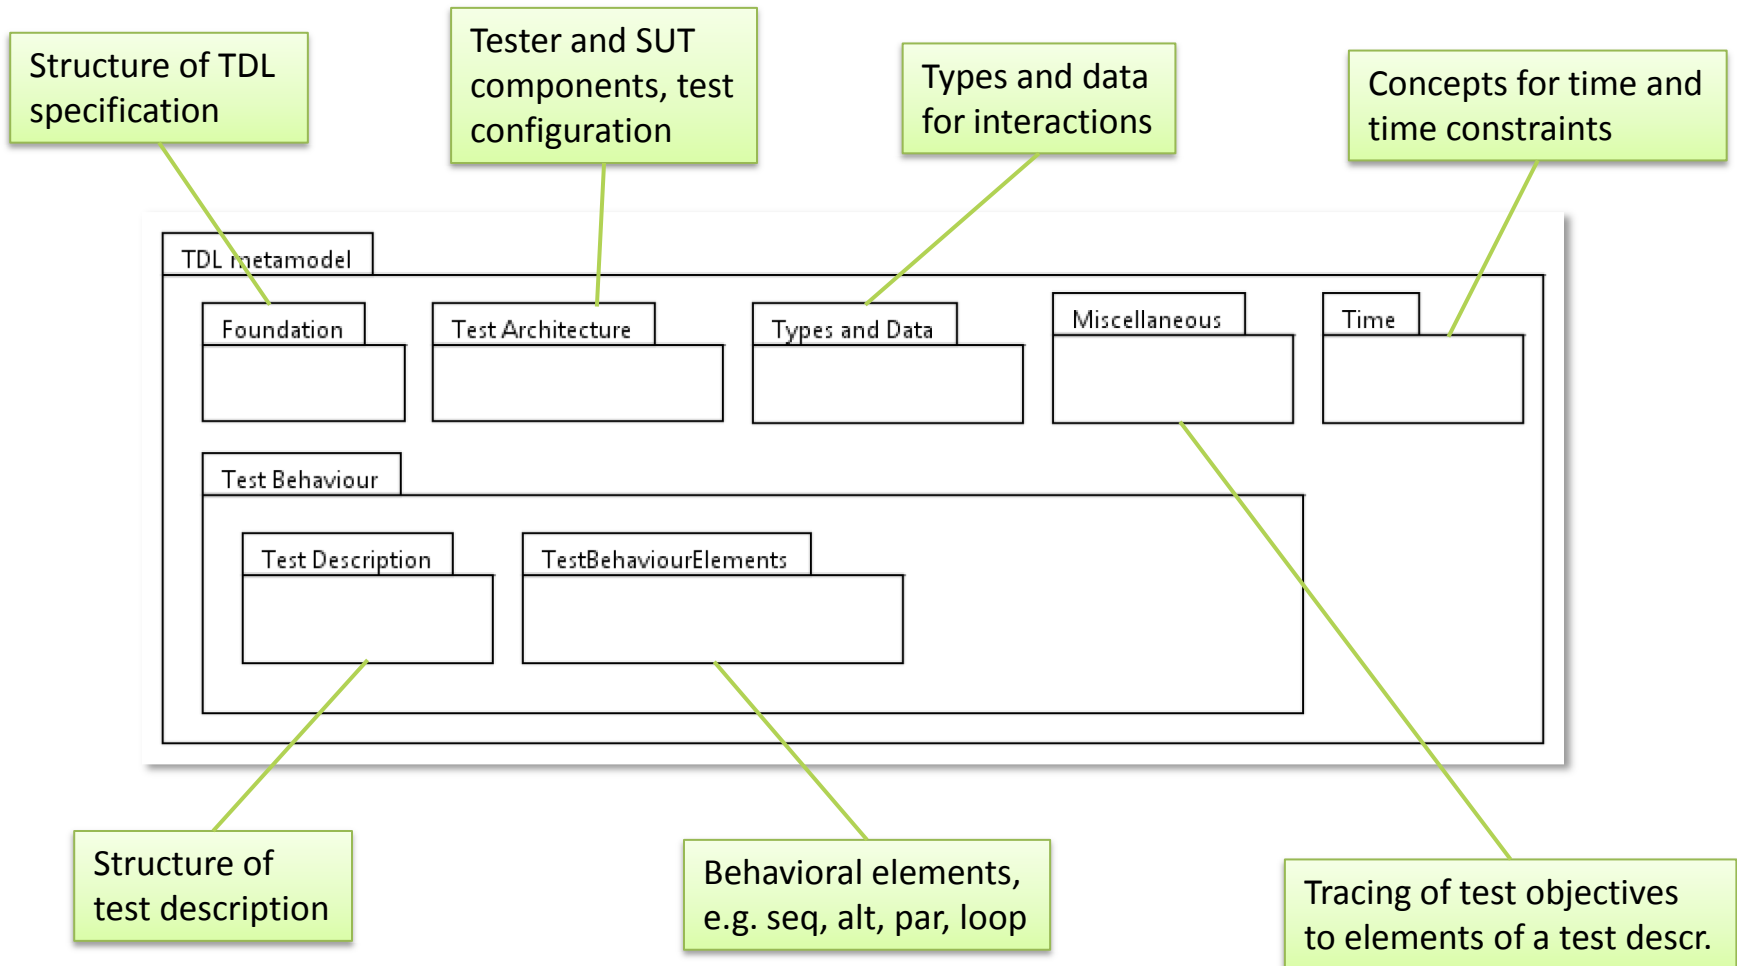 Structure of TDL
specification
Tester and SUT
components, test
configuration
Types and data
for interactions
Concepts for time and
time constraints
TDL metamodel
Foundation
Test Architecture
Types and Data
Miscellaneous
Time
Test Behaviour
Test Description
TestBehaviourElements
Structure of
test description
Behavioral elements,
e.g. seq, alt, par, loop
Tracing of test objectives
to elements of a test descr.